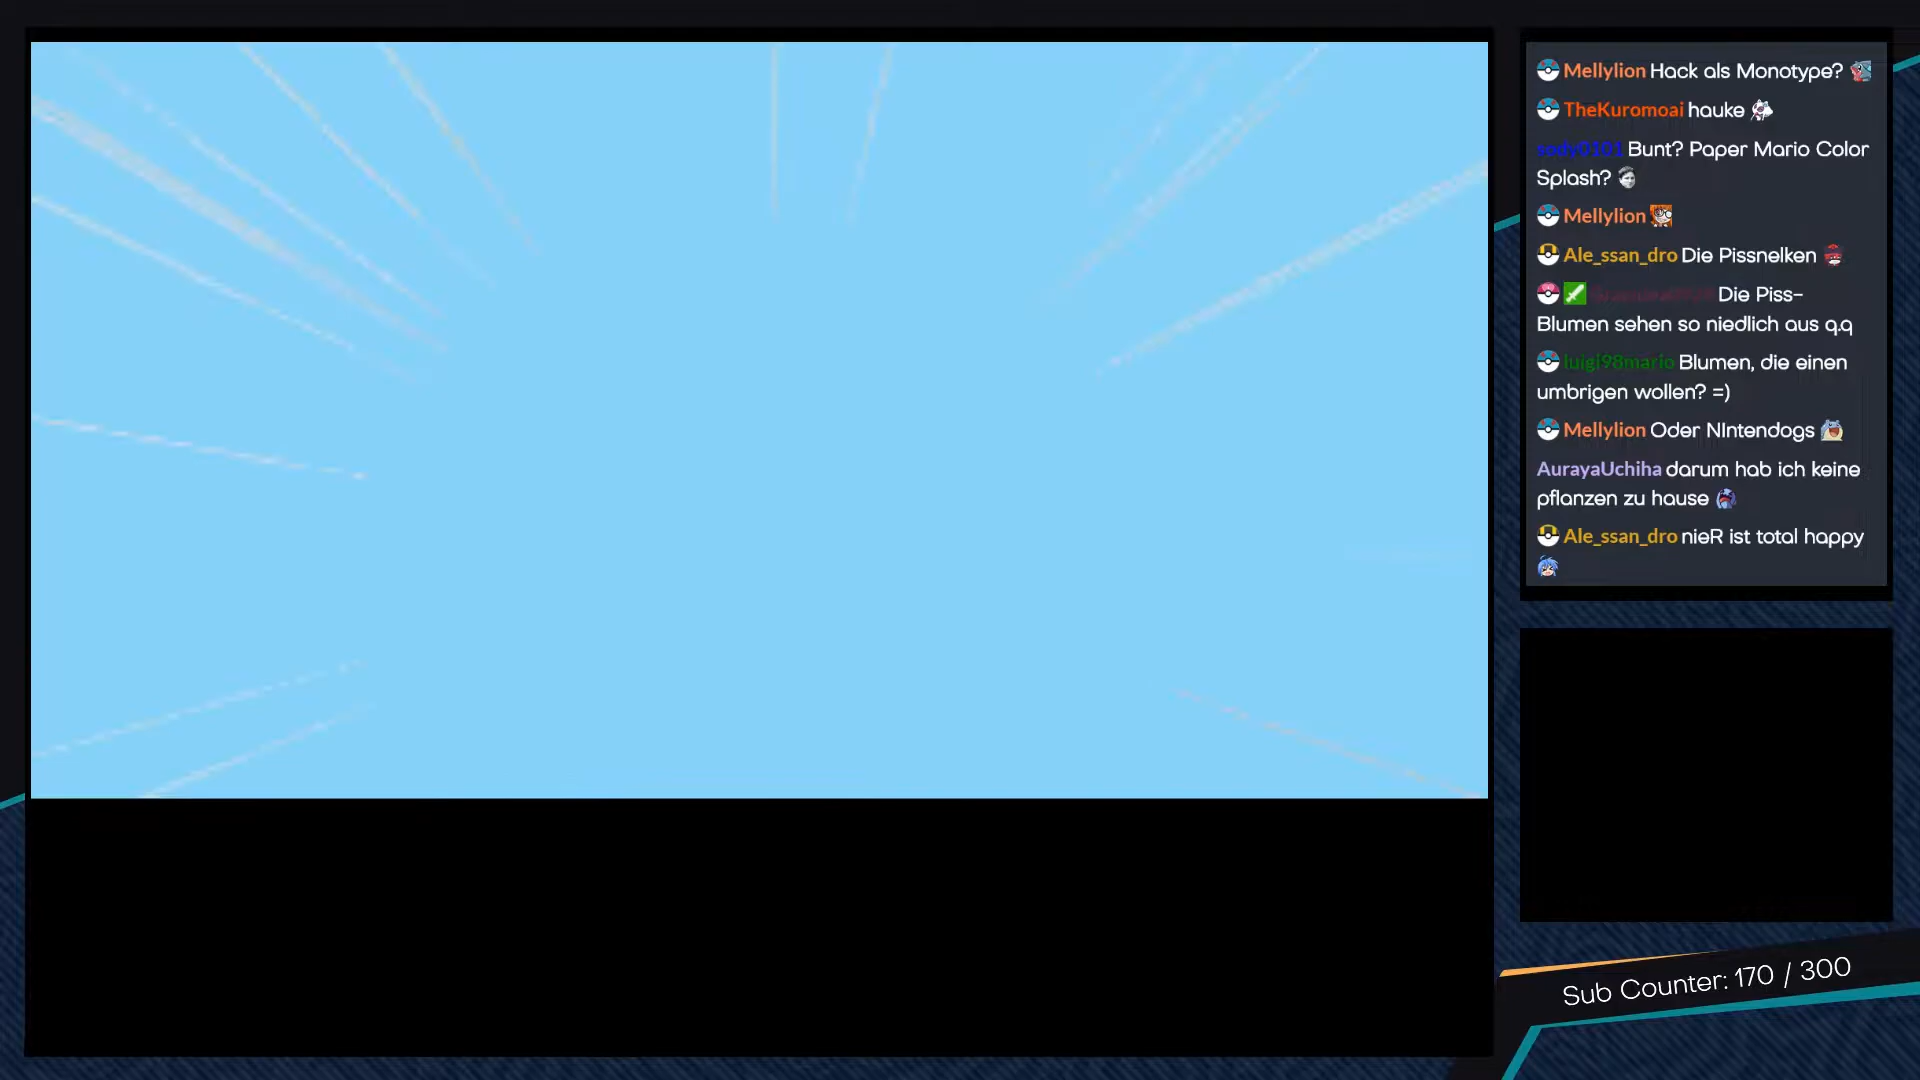 Mellylion Hack als Monotype?
TheKuromoai hauke
sody0101 Bunt? Paper Mario Color
Splash?
Mellylion
Ale_ssan_dro Die Pissnelken
Die Piss-
Blumen sehen so niedlich aus q.q
luigi98mario Blumen, die einen
umbrigen wollen? =)
Mellylion Oder NIntendogs
AurayaUchiha darum hab ich keine
pflanzen zu hause
Ale_ssan_dro nieR ist total happy
Sub Counter: 170 / 300